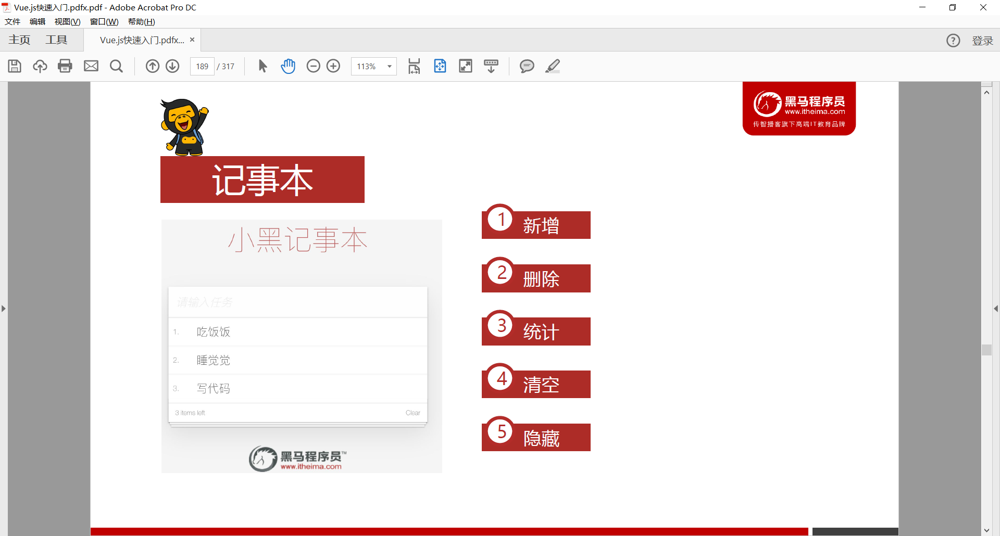 Vue.js快速入门.pdfx.pdf - Adobe Acrobat Pro DC
文件 编辑 视图(V) 窗口(W) 帮助(H)
主页 工具 Vue.js快速入门.pdfx... × 登录
189 / 317 113%
黑马程序员
www.itheima.com
传智播客旗下高端IT教育品牌
记事本
小黑记事本
请输入任务
1. 吃饭饭
2. 睡觉觉
3. 写代码
3 items left Clear
黑马程序员™
www.itheima.com
1 新增
2 删除
3 统计
4 清空
5 隐藏